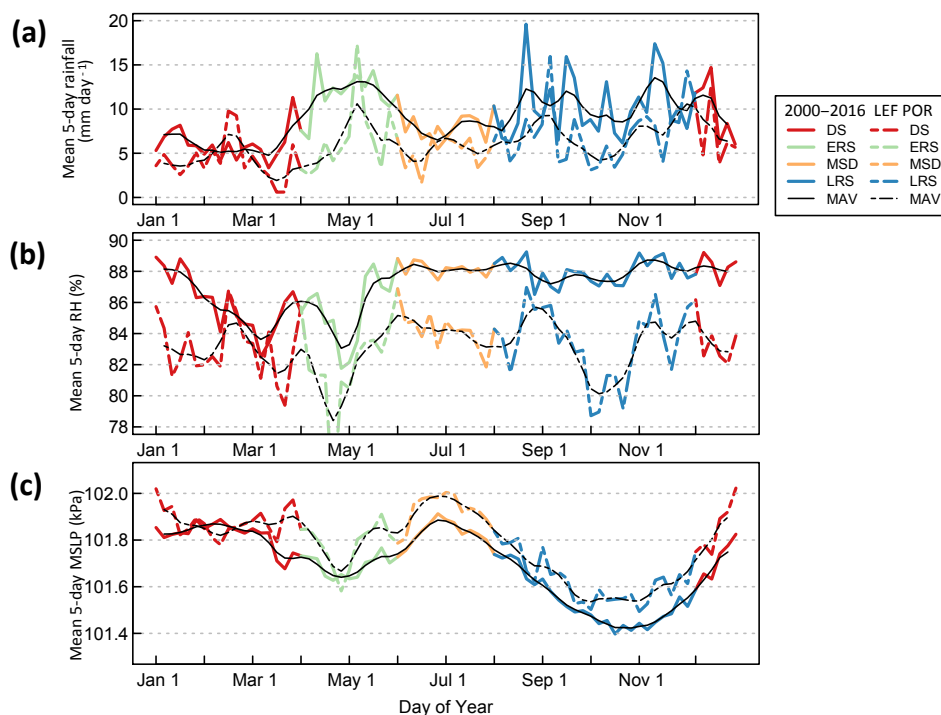 (a)
Mean 5-day rainfall
(mm day -1)
20
15
10
5
0
Jan 1 Mar 1 May 1 Jul 1 Sep 1 Nov 1
2000−2016 LEF POR
DS DS
ERS ERS
MSD MSD
LRS LRS
MAV MAV
(b)
Mean 5-day RH (%)
90
88
86
84
82
80
78
Jan 1 Mar 1 May 1 Jul 1 Sep 1 Nov 1
(c)
Mean 5-day MSLP (kPa)
102.0
101.8
101.6
101.4
Jan 1 Mar 1 May 1 Jul 1 Sep 1 Nov 1
Day of Year